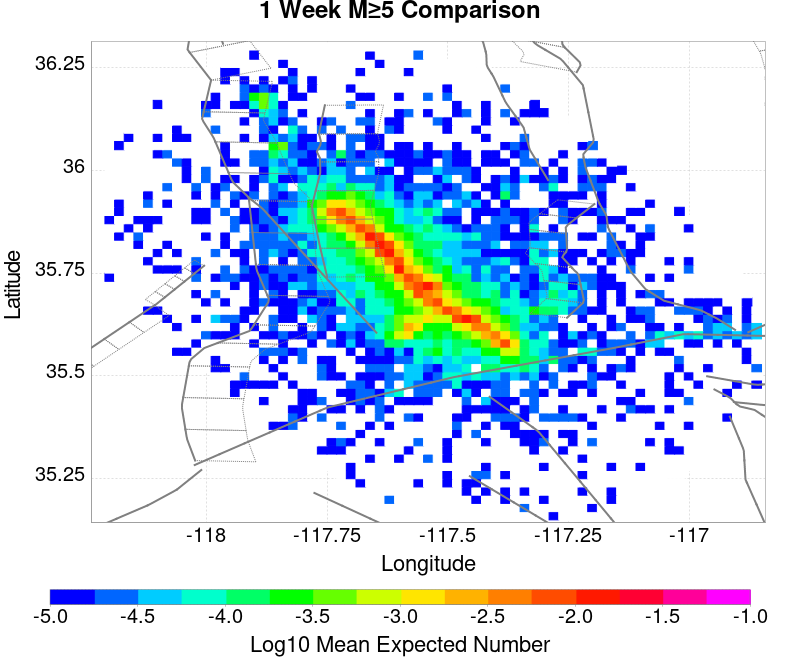 1 Week M≥5 Comparison
36.25
36
35.75
35.5
35.25
Latitude
-118 -117.75 -117.5 -117.25 -117
Longitude
-5.0 -4.5 -4.0 -3.5 -3.0 -2.5 -2.0 -1.5 -1.0
Log10 Mean Expected Number